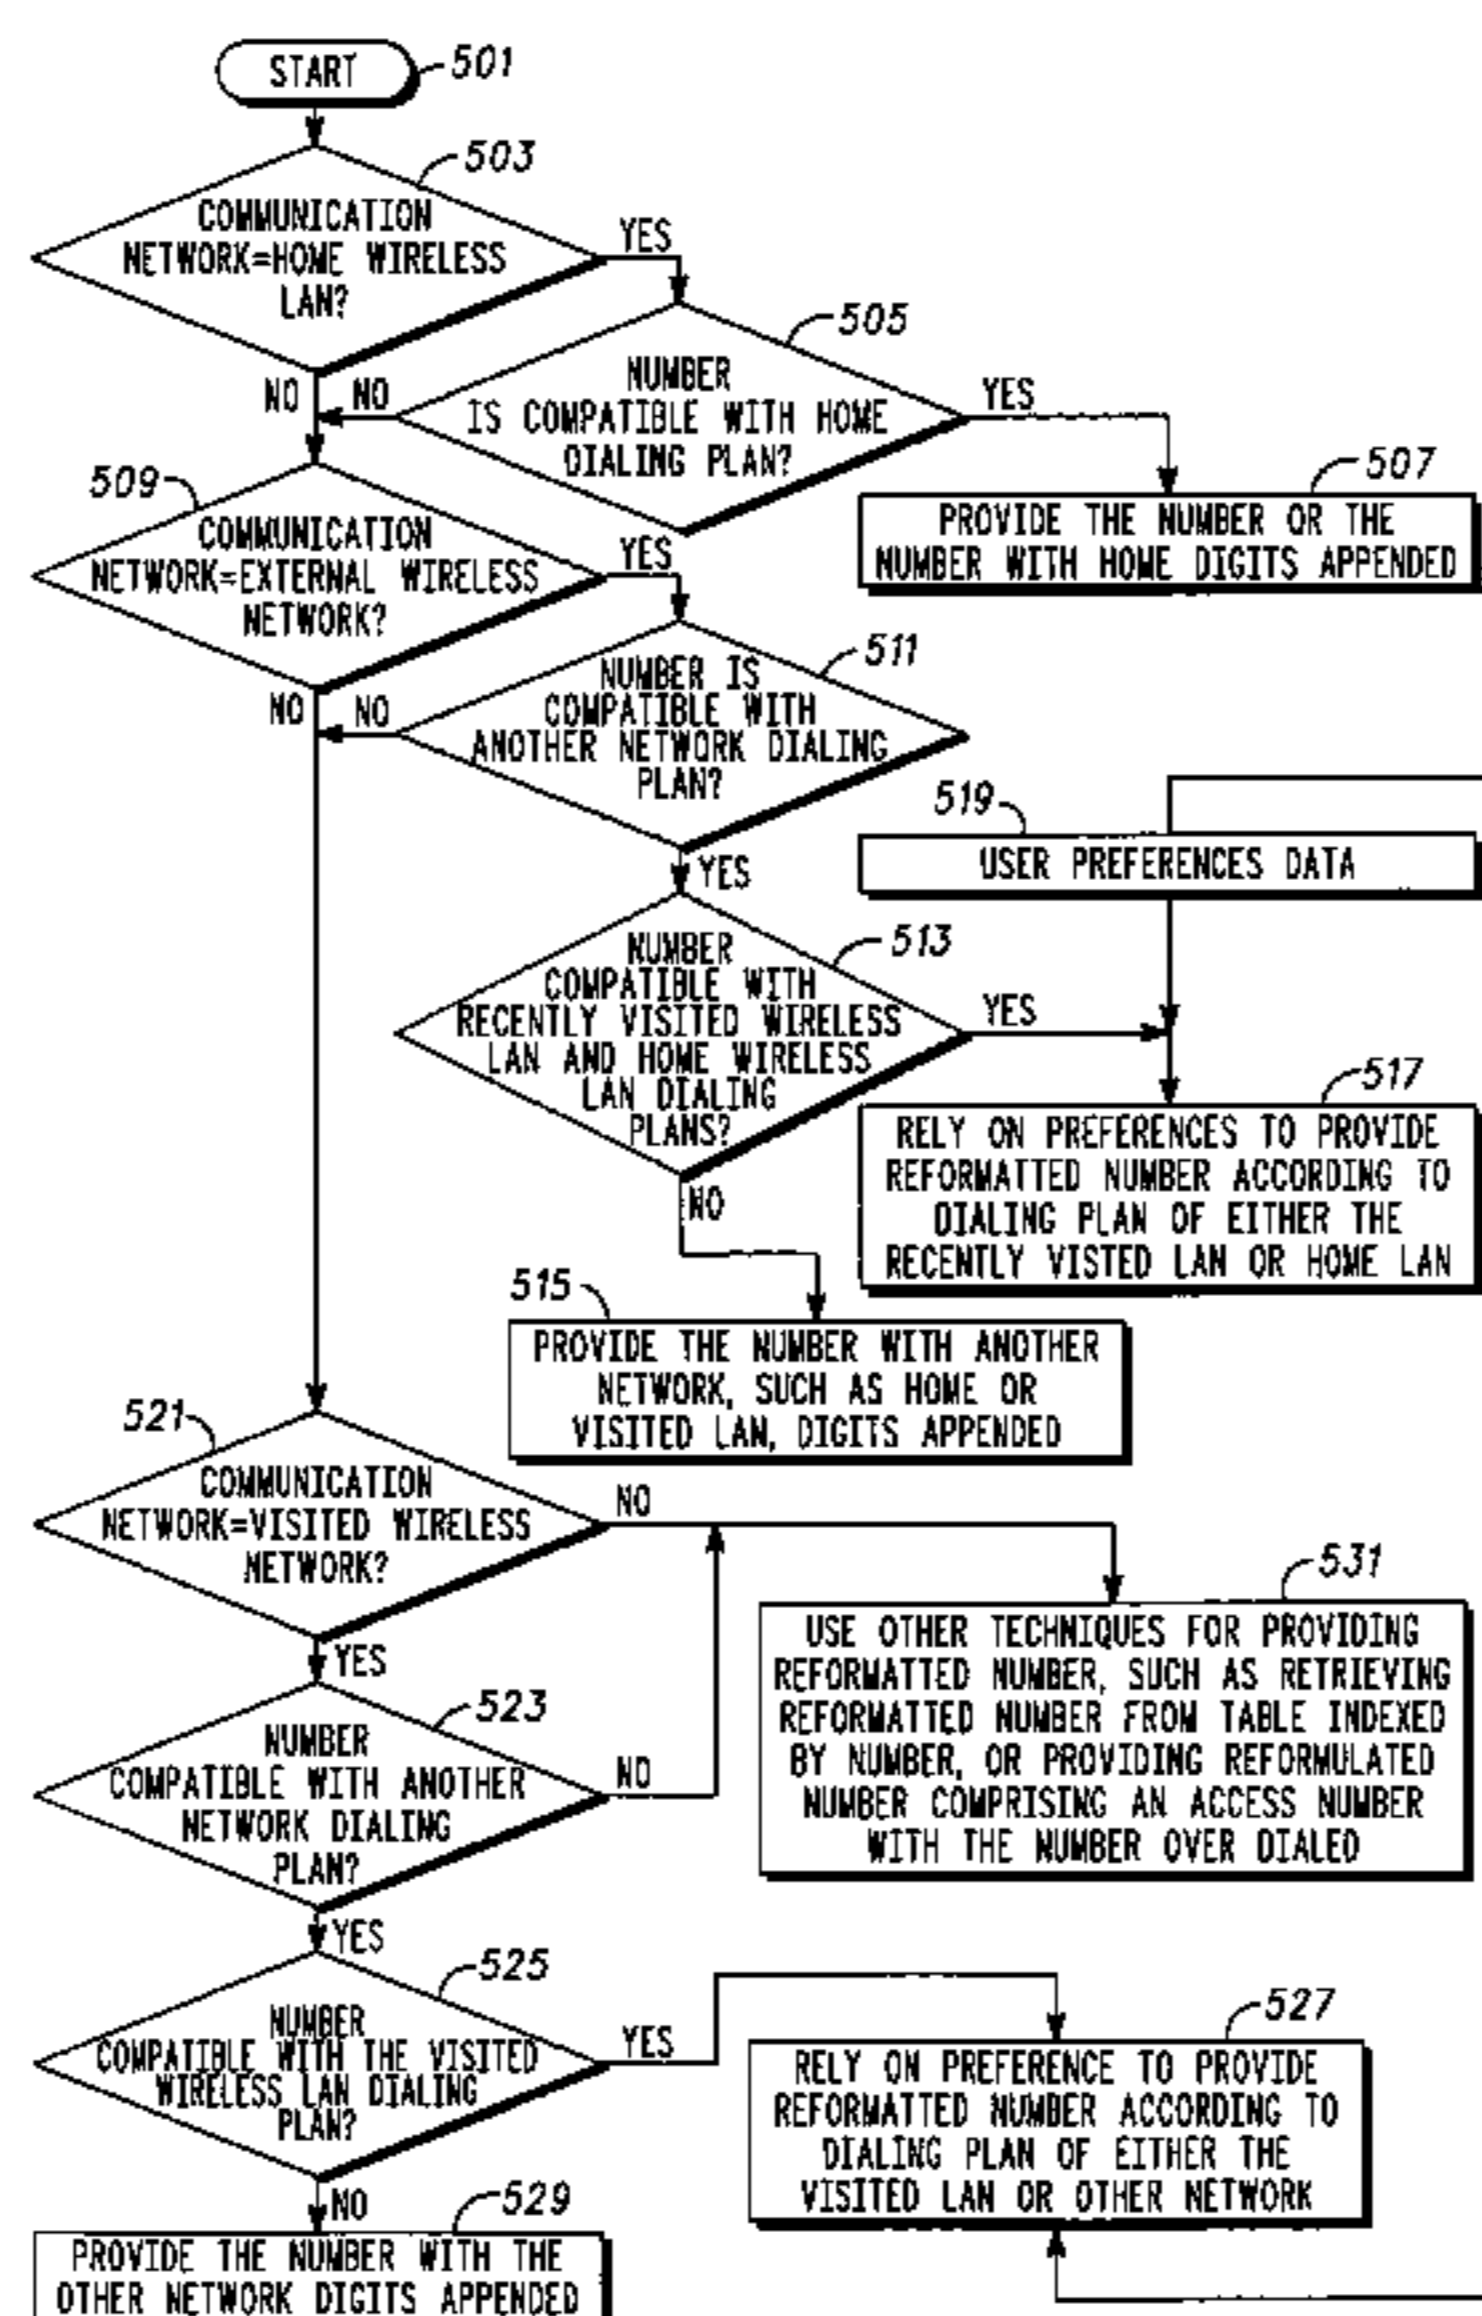 START
501
503
COMMUNICATION
NETWORK=HOME WIRELESS
LAN?
YES
NO
505
NUMBER
IS COMPATIBLE WITH HOME
DIALING PLAN?
NO
YES
507
PROVIDE THE NUMBER OR THE
NUMBER WITH HOME DIGITS APPENDED
509
COMMUNICATION
NETWORK=EXTERNAL WIRELESS
NETWORK?
YES
NO
511
NUMBER IS
COMPATIBLE WITH
ANOTHER NETWORK DIALING
PLAN?
NO
YES
519
USER PREFERENCES DATA
513
NUMBER
COMPATIBLE WITH
RECENTLY VISITED WIRELESS
LAN AND HOME WIRELESS
LAN DIALING
PLANS?
YES
NO
517
RELY ON PREFERENCES TO PROVIDE
REFORMATTED NUMBER ACCORDING TO
DIALING PLAN OF EITHER THE
RECENTLY VISTED LAN OR HOME LAN
515
PROVIDE THE NUMBER WITH ANOTHER
NETWORK, SUCH AS HOME OR
VISITED LAN, DIGITS APPENDED
521
COMMUNICATION
NETWORK=VISITED WIRELESS
NETWORK?
NO
YES
531
USE OTHER TECHNIQUES FOR PROVIDING
REFORMATTED NUMBER, SUCH AS RETRIEVING
REFORMATTED NUMBER FROM TABLE INDEXED
BY NUMBER, OR PROVIDING REFORMULATED
NUMBER COMPRISING AN ACCESS NUMBER
WITH THE NUMBER OVER DIALED
523
NUMBER
COMPATIBLE WITH ANOTHER
NETWORK DIALING
PLAN?
NO
YES
525
NUMBER
COMPATIBLE WITH THE VISITED
WIRELESS LAN DIALING
PLAN?
YES
NO
527
RELY ON PREFERENCE TO PROVIDE
REFORMATTED NUMBER ACCORDING TO
DIALING PLAN OF EITHER THE
VISITED LAN OR OTHER NETWORK
529
PROVIDE THE NUMBER WITH THE
OTHER NETWORK DIGITS APPENDED